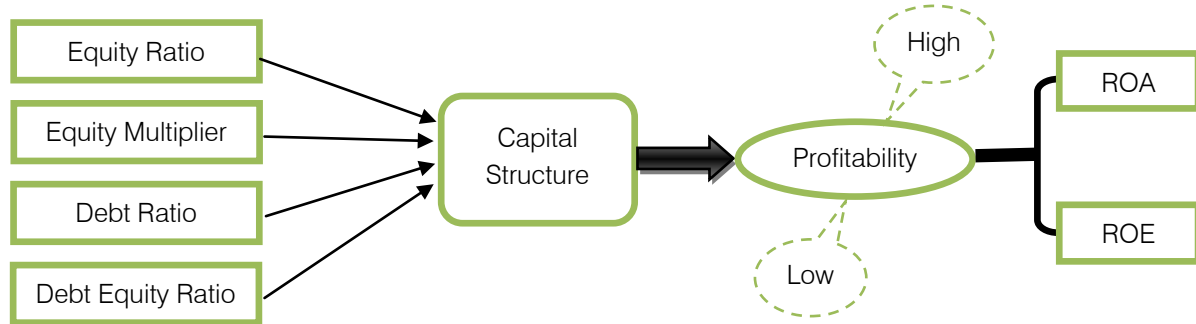 Equity Ratio
Equity Multiplier
Debt Ratio
Debt Equity Ratio
Capital
Structure
High
Profitability
Low
ROA
ROE